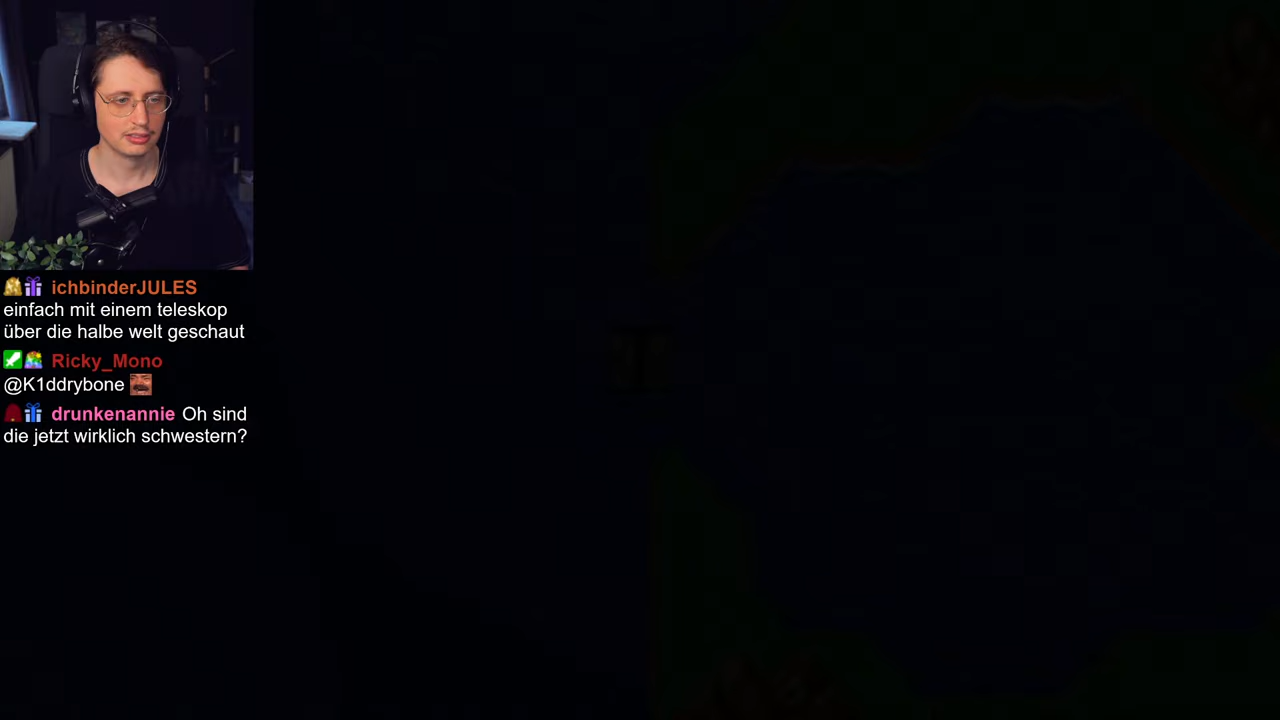 ichbinderJULES
einfach mit einem teleskop
über die halbe welt geschaut
Ricky_Mono
@K1ddrybone
drunkenannie Oh sind
die jetzt wirklich schwestern?